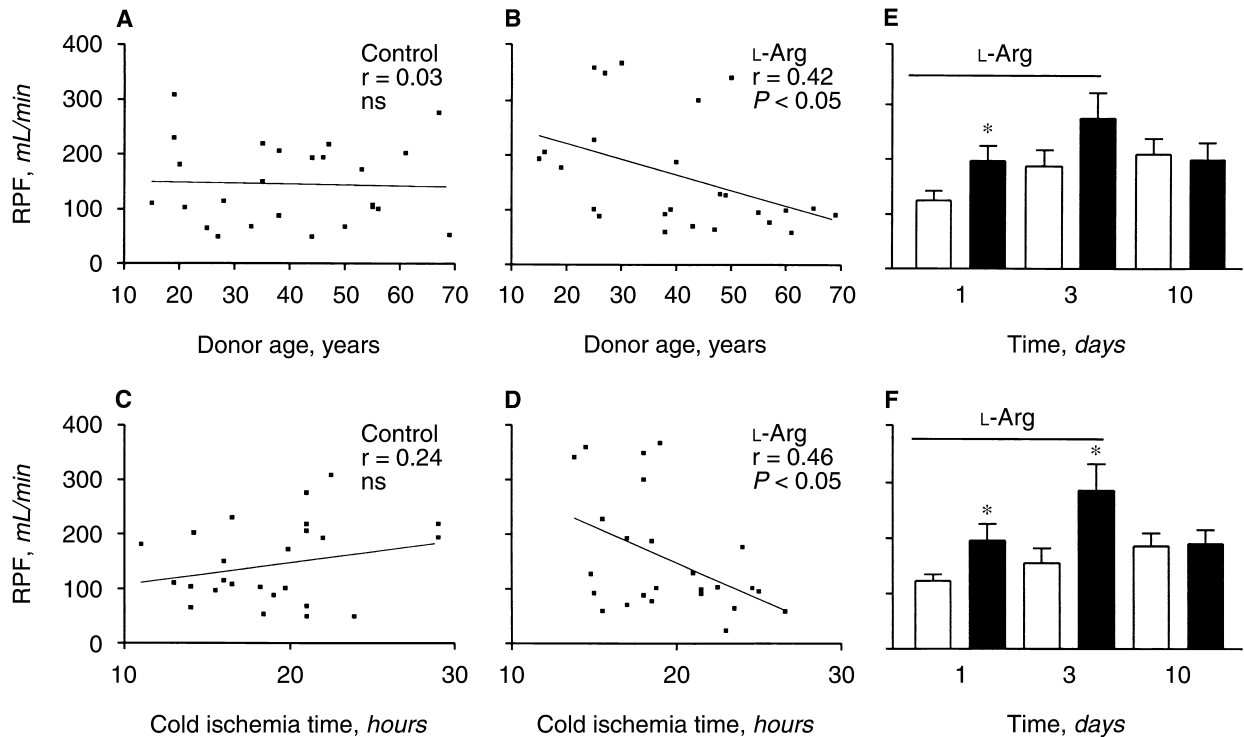 A
RPF, mL/min
400
300
200
100
0
Control
r = 0.03
ns
10 20 30 40 50 60 70
Donor age, years
B
L-Arg
r = 0.42
P < 0.05
10 20 30 40 50 60 70
Donor age, years
E
L-Arg
*
1 3 10
Time, days
C
RPF, mL/min
400
300
200
100
0
Control
r = 0.24
ns
10 20 30
Cold ischemia time, hours
D
L-Arg
r = 0.46
P < 0.05
10 20 30
Cold ischemia time, hours
F
L-Arg
*
*
1 3 10
Time, days